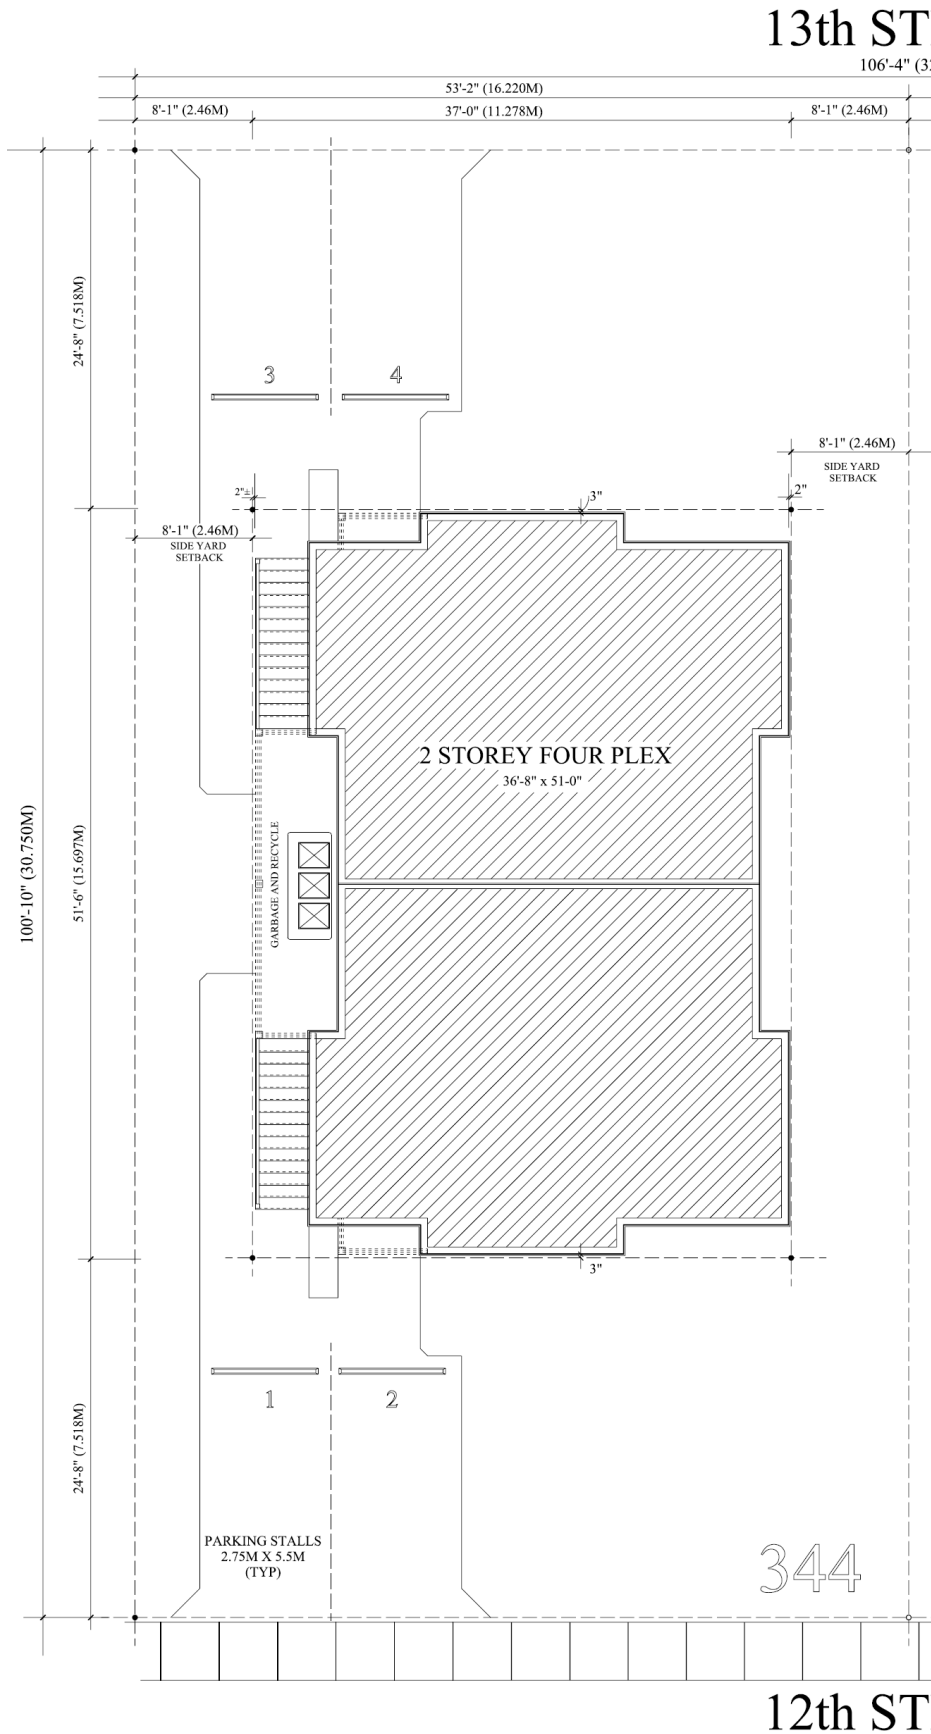 13th ST
106'-4" (3
53'-2" (16.220M)
8'-1" (2.46M)
37'-0" (11.278M)
8'-1" (2.46M)
24'-8" (7.518M)
3
4
8'-1" (2.46M)
SIDE YARD
SETBACK
2"±
3"
2"
8'-1" (2.46M)
SIDE YARD
SETBACK
2 STOREY FOUR PLEX
36'-8" x 51-0"
GARBAGE AND RECYCLE
100'-10" (30.750M)
51'-6" (15.697M)
3"
1
2
24'-8" (7.518M)
PARKING STALLS
2.75M X 5.5M
(TYP)
344
12th ST